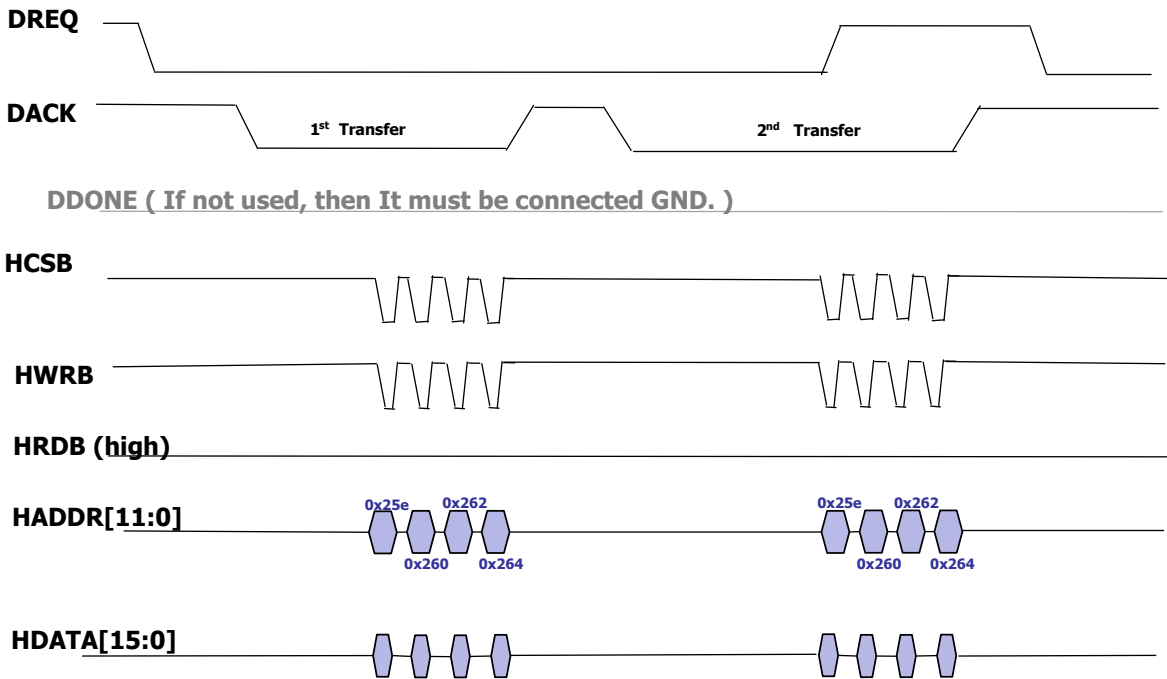 DREQ
DACK
1st Transfer
2nd Transfer
DDONE ( If not used, then It must be connected GND. )
HCSB
HWRB
HRDB (high)
HADDR[11:0]
0x25e
0x262
0x260
0x264
0x25e
0x262
0x260
0x264
HDATA[15:0]